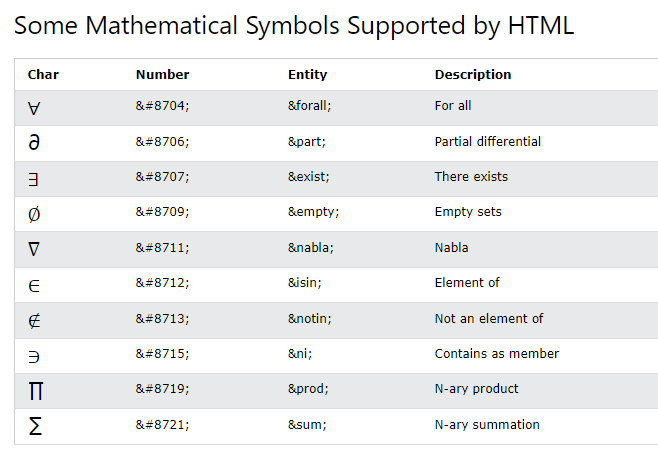 Some Mathematical Symbols Supported by HTML
Char Number Entity Description
∀ &#8704; &forall; For all
∂ &#8706; &part; Partial differential
∃ &#8707; &exist; There exists
∅ &#8709; &empty; Empty sets
∇ &#8711; &nabla; Nabla
∈ &#8712; &isin; Element of
∉ &#8713; &notin; Not an element of
∋ &#8715; &ni; Contains as member
∏ &#8719; &prod; N-ary product
∑ &#8721; &sum; N-ary summation